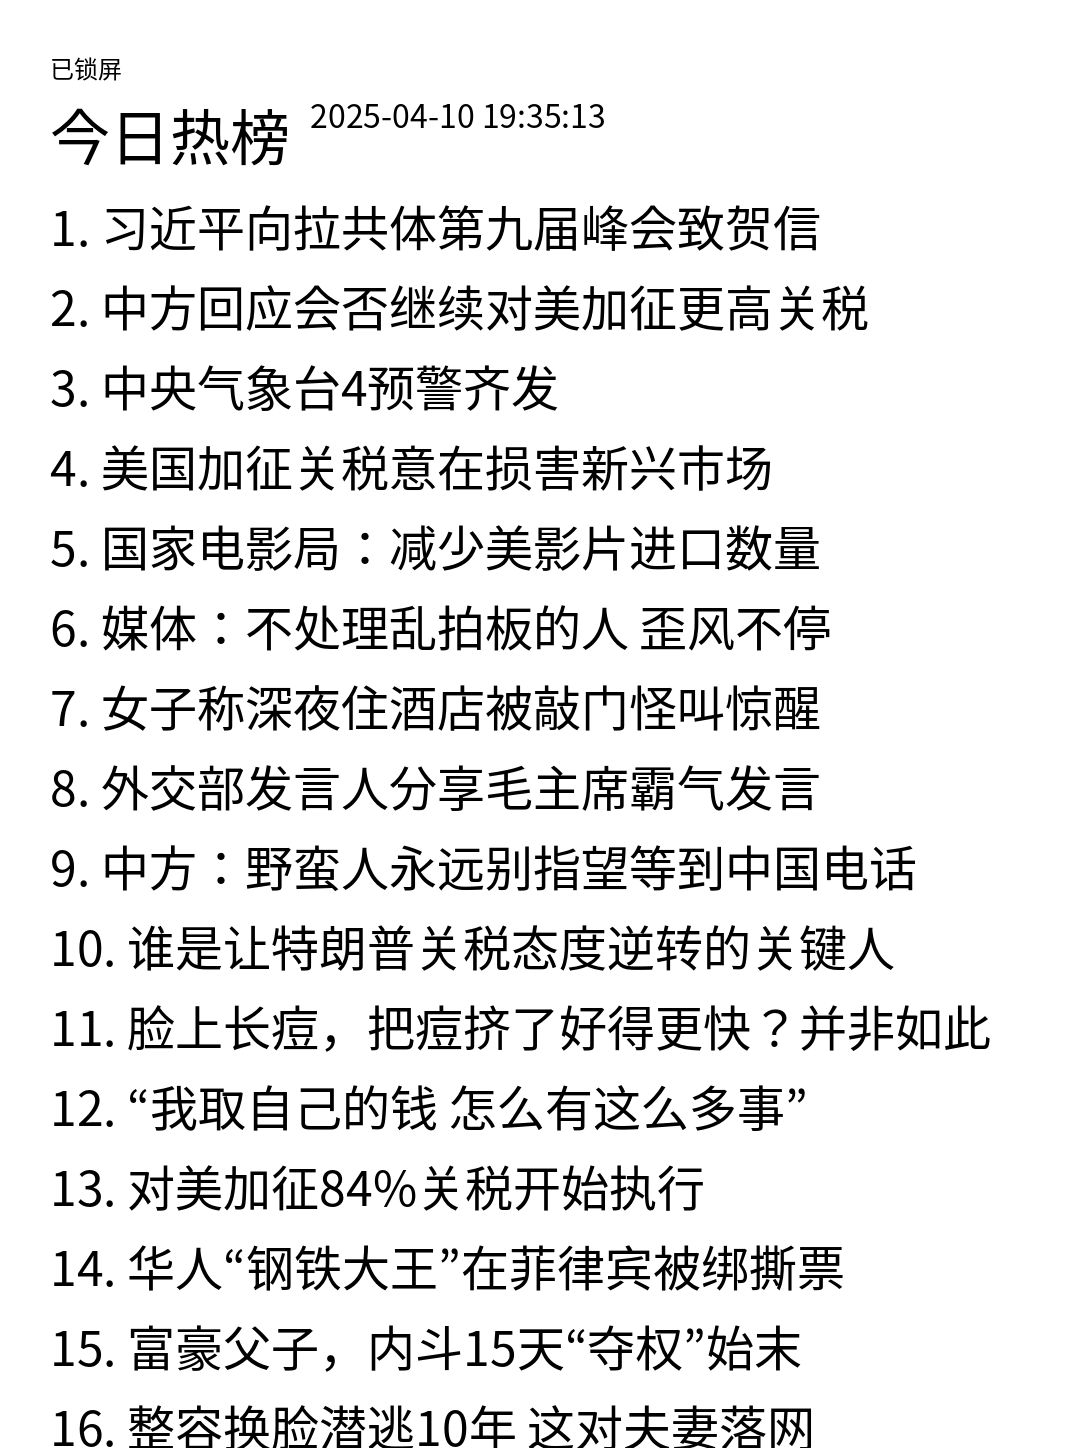 已锁屏
今日热榜 2025-04-10 19:35:13
1. 习近平向拉共体第九届峰会致贺信
2. 中方回应会否继续对美加征更高关税
3. 中央气象台4预警齐发
4. 美国加征关税意在损害新兴市场
5. 国家电影局：减少美影片进口数量
6. 媒体：不处理乱拍板的人 歪风不停
7. 女子称深夜住酒店被敲门怪叫惊醒
8. 外交部发言人分享毛主席霸气发言
9. 中方：野蛮人永远别指望等到中国电话
10. 谁是让特朗普关税态度逆转的关键人
11. 脸上长痘，把痘挤了好得更快？并非如此
12. “我取自己的钱 怎么有这么多事”
13. 对美加征84%关税开始执行
14. 华人“钢铁大王”在菲律宾被绑撕票
15. 富豪父子，内斗15天“夺权”始末
16. 整容换脸潜逃10年 这对夫妻落网